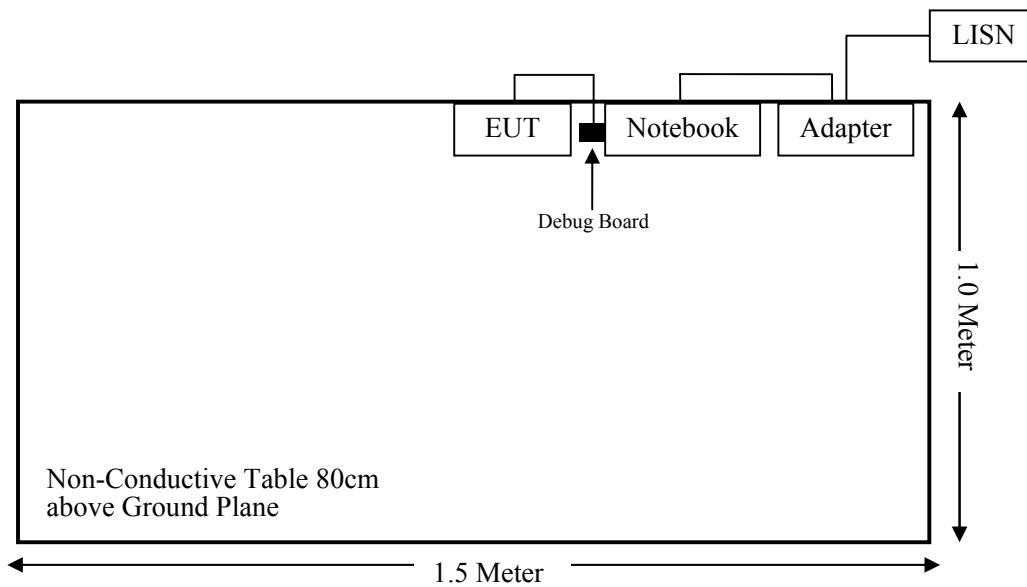 LISN
EUT
Notebook
Adapter
Debug Board
1.0 Meter
Non-Conductive Table 80cm
above Ground Plane
1.5 Meter